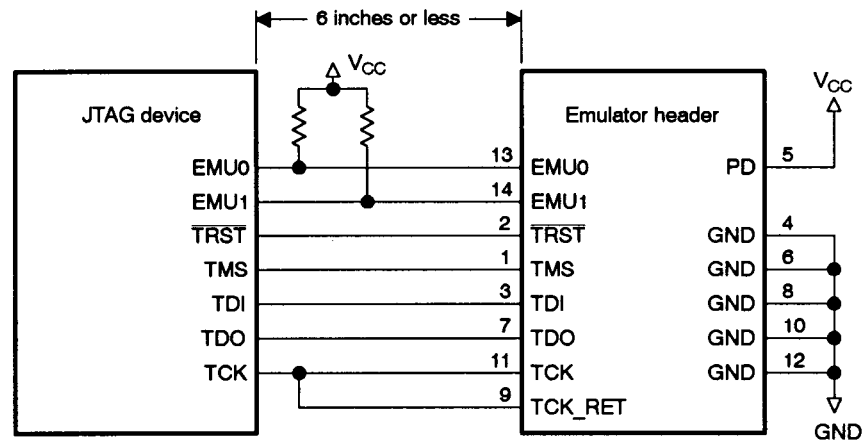 6 inches or less
V_CC
V_CC
JTAG device
Emulator header
EMU0 13 EMU0 PD 5
EMU1 14 EMU1 GND 4
TRST 2 TRST GND 6
TMS 1 TMS GND 8
TDI 3 TDI GND 10
TDO 7 TDO GND 12
TCK 11 TCK
9 TCK_RET
GND